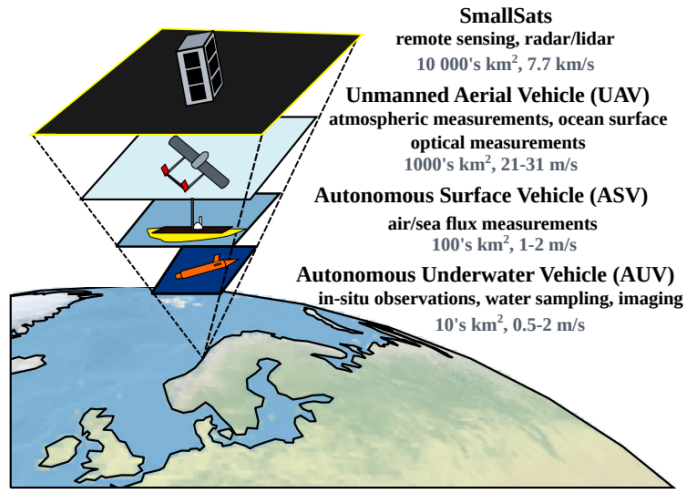 SmallSats
remote sensing, radar/lidar
10 000's km², 7.7 km/s
Unmanned Aerial Vehicle (UAV)
atmospheric measurements, ocean surface
optical measurements
1000's km², 21-31 m/s
Autonomous Surface Vehicle (ASV)
air/sea flux measurements
100's km², 1-2 m/s
Autonomous Underwater Vehicle (AUV)
in-situ observations, water sampling, imaging
10's km², 0.5-2 m/s